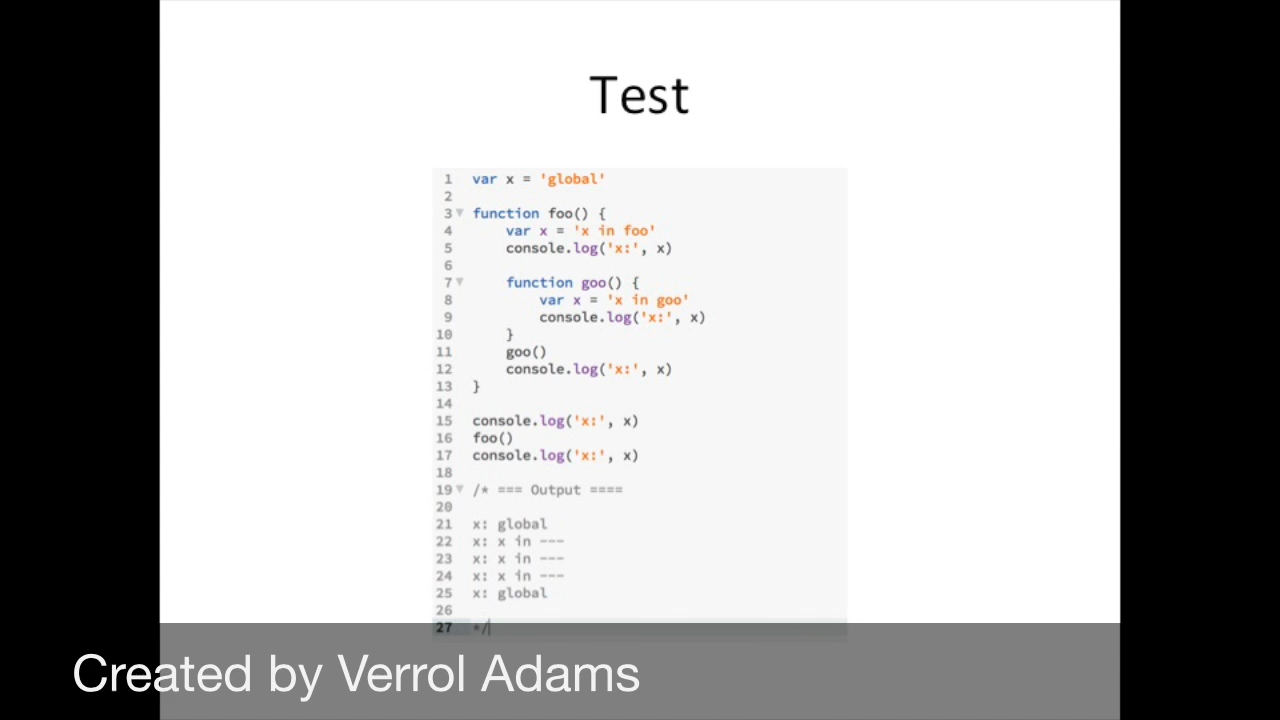 Test
1 var x = 'global'
2
3 function foo() {
4 var x = 'x in foo'
5 console.log('x:', x)
6
7 function goo() {
8 var x = 'x in goo'
9 console.log('x:', x)
10 }
11 goo()
12 console.log('x:', x)
13 }
14
15 console.log('x:', x)
16 foo()
17 console.log('x:', x)
18
19 /* === Output ====
20
21 x: global
22 x: x in ---
23 x: x in ---
24 x: x in ---
25 x: global
26
27 */
Created by Verrol Adams